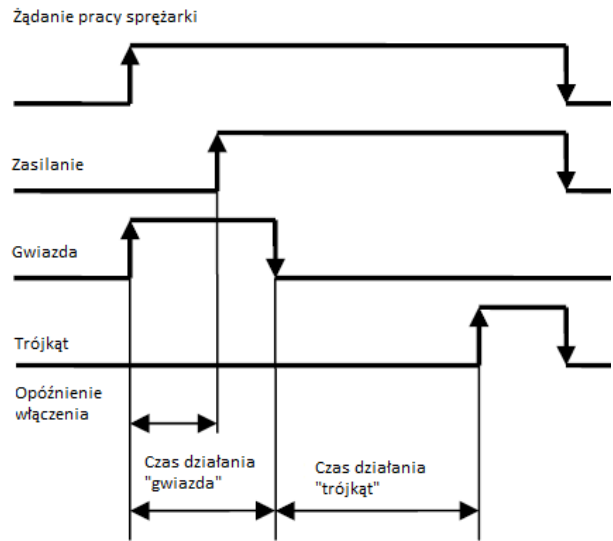 Żądanie pracy sprężarki
Zasilanie
Gwiazda
Trójkąt
Opóźnienie
włączenia
Czas działania
"gwiazda"
Czas działania
"trójkąt"